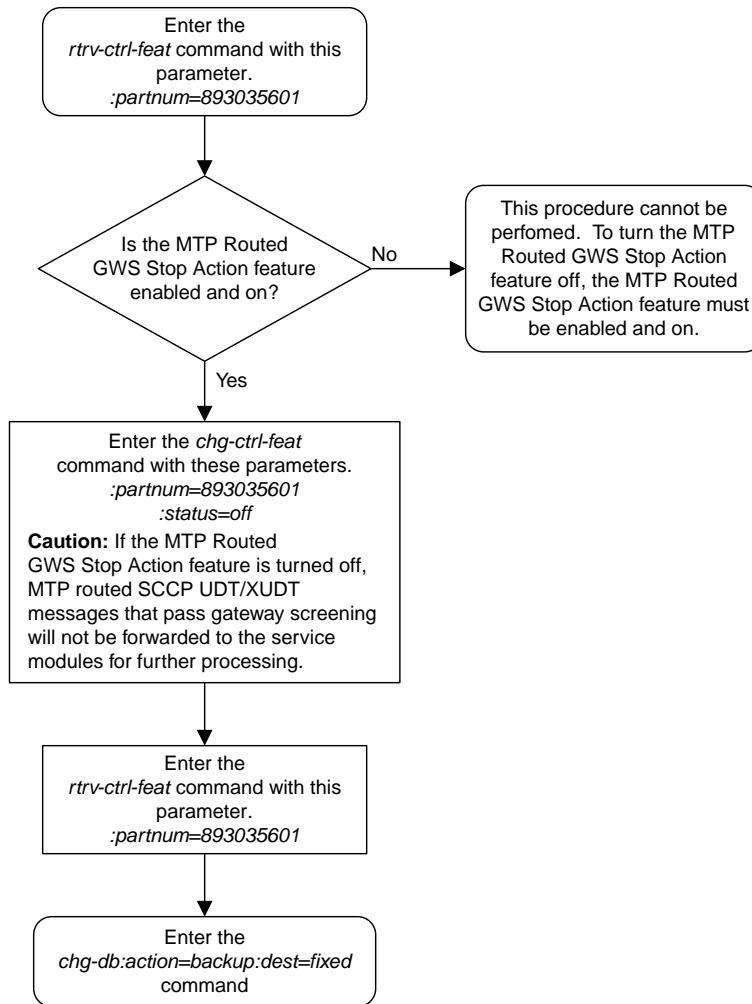 Enter the
rtrv-ctrl-feat command with this
parameter.
:partnum=893035601
Is the MTP Routed
GWS Stop Action feature
enabled and on?
No
This procedure cannot be
perfomed.  To turn the MTP
Routed GWS Stop Action
feature off, the MTP Routed
GWS Stop Action feature must
be enabled and on.
Yes
Enter the chg-ctrl-feat
command with these parameters.
:partnum=893035601
:status=off
Caution: If the MTP Routed
GWS Stop Action feature is turned off,
MTP routed SCCP UDT/XUDT
messages that pass gateway screening
will not be forwarded to the service
modules for further processing.
Enter the
rtrv-ctrl-feat command with this
parameter.
:partnum=893035601
Enter the
chg-db:action=backup:dest=fixed
command